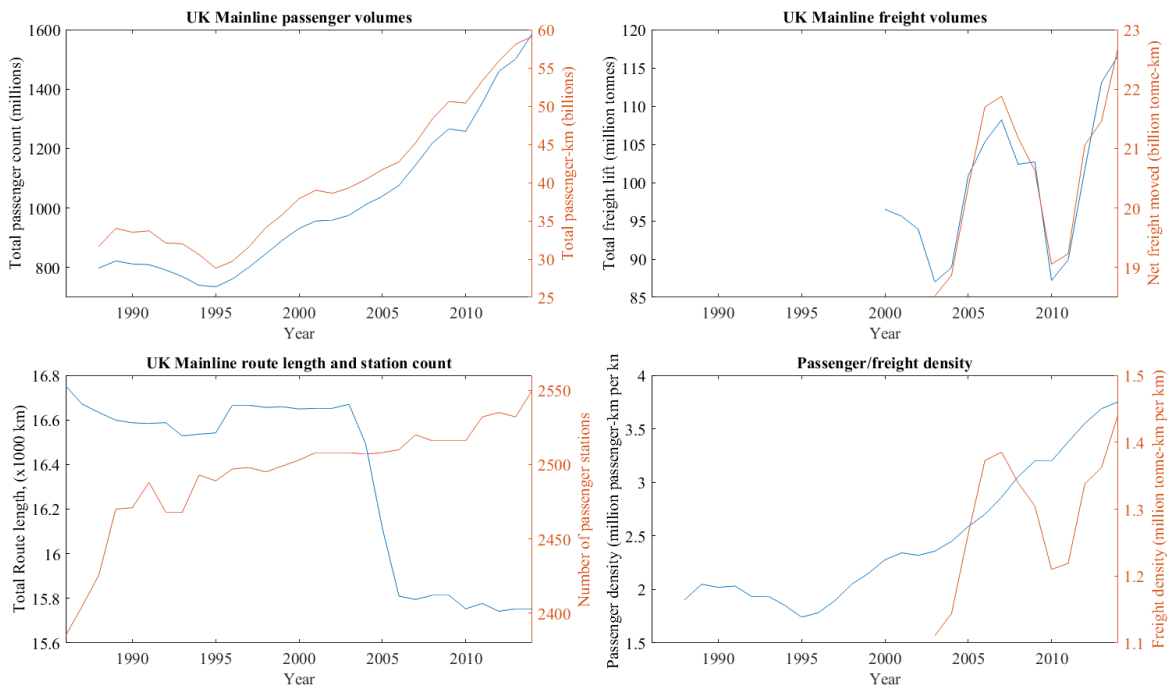 UK Mainline passenger volumes
Total passenger count (millions)
1600
1400
1200
1000
800
60
55
50
45
40
35
30
25
Total passenger-km (billions)
1990 1995 2000 2005 2010
Year
UK Mainline freight volumes
Total freight lift (million tonnes)
120
115
110
105
100
95
90
85
23
22
21
20
19
Net freight moved (billion tonne-km)
1990 1995 2000 2005 2010
Year
UK Mainline route length and station count
Total Route length, (x1000 km)
16.8
16.6
16.4
16.2
16
15.8
15.6
2550
2500
2450
2400
Number of passenger stations
1990 1995 2000 2005 2010
Year
Passenger/freight density
Passenger density (million passenger-km per kn
4
3.5
3
2.5
2
1.5
1.5
1.4
1.3
1.2
1.1
Freight density (million tonne-km per km)
1990 1995 2000 2005 2010
Year